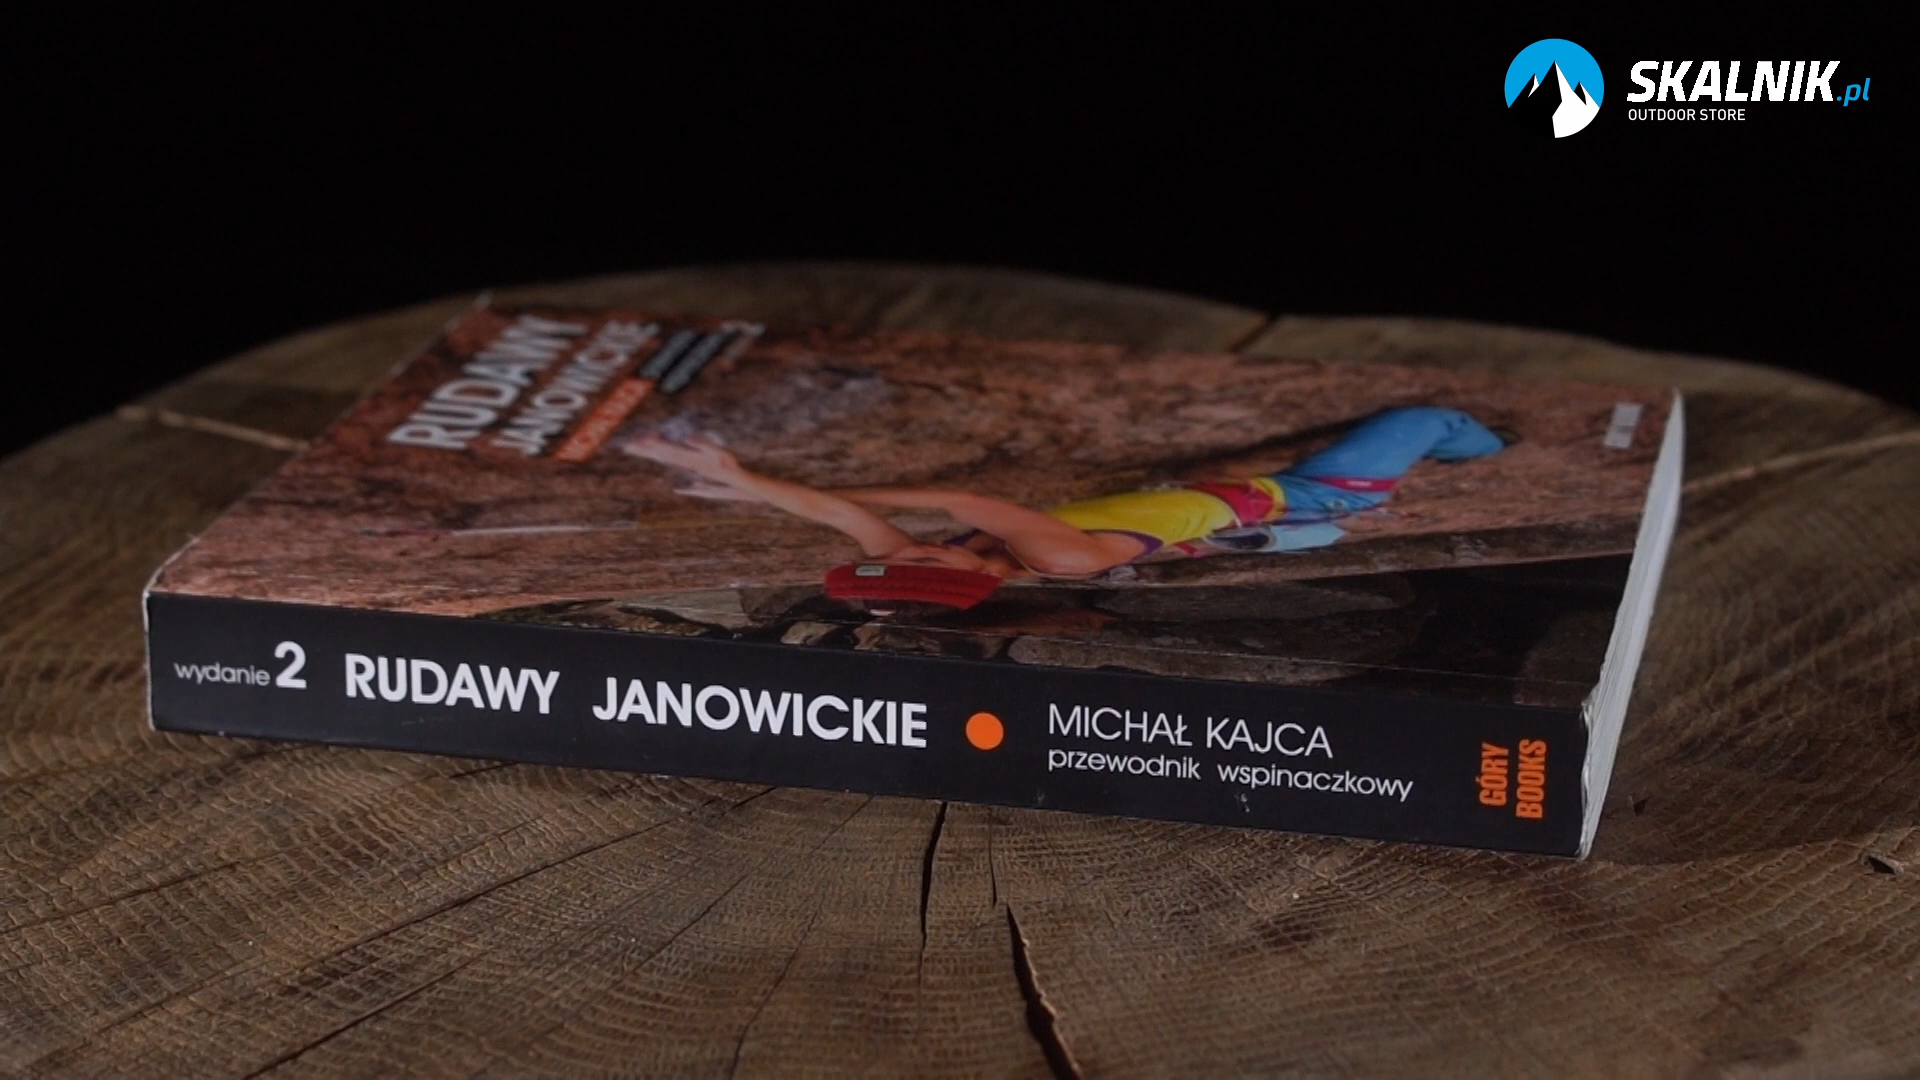 SKALNIK.pl
OUTDOOR STORE
RUDAWY
JANOWICKIE
wydanie 2 RUDAWY JANOWICKIE
MICHAŁ KAJCA
przewodnik wspinaczkowy
GÓRY
BOOKS